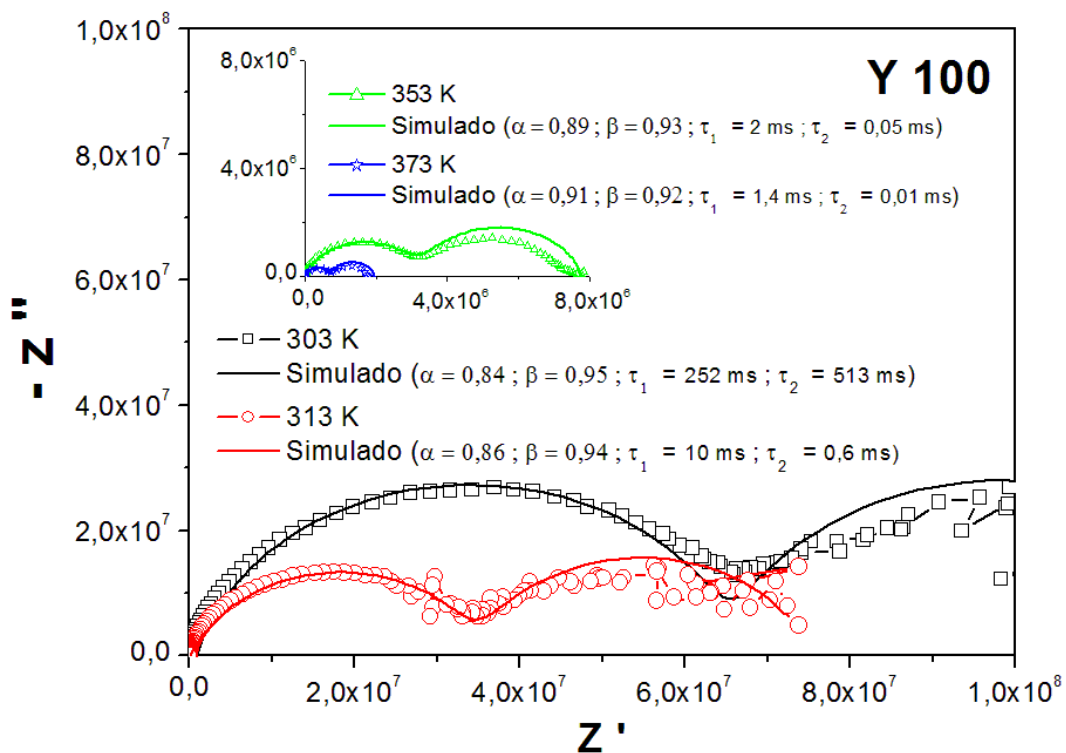 1,0x10⁸
8,0x10⁷
6,0x10⁷
4,0x10⁷
2,0x10⁷
0,0
- Z ''
Y 100
8,0x10⁶
4,0x10⁶
0,0
353 K
Simulado (α = 0,89 ; β = 0,93 ; τ₁ = 2 ms ; τ₂ = 0,05 ms)
373 K
Simulado (α = 0,91 ; β = 0,92 ; τ₁ = 1,4 ms ; τ₂ = 0,01 ms)
0,0 4,0x10⁶ 8,0x10⁶
303 K
Simulado (α = 0,84 ; β = 0,95 ; τ₁ = 252 ms ; τ₂ = 513 ms)
313 K
Simulado (α = 0,86 ; β = 0,94 ; τ₁ = 10 ms ; τ₂ = 0,6 ms)
0,0 2,0x10⁷ 4,0x10⁷ 6,0x10⁷ 8,0x10⁷ 1,0x10⁸
Z '